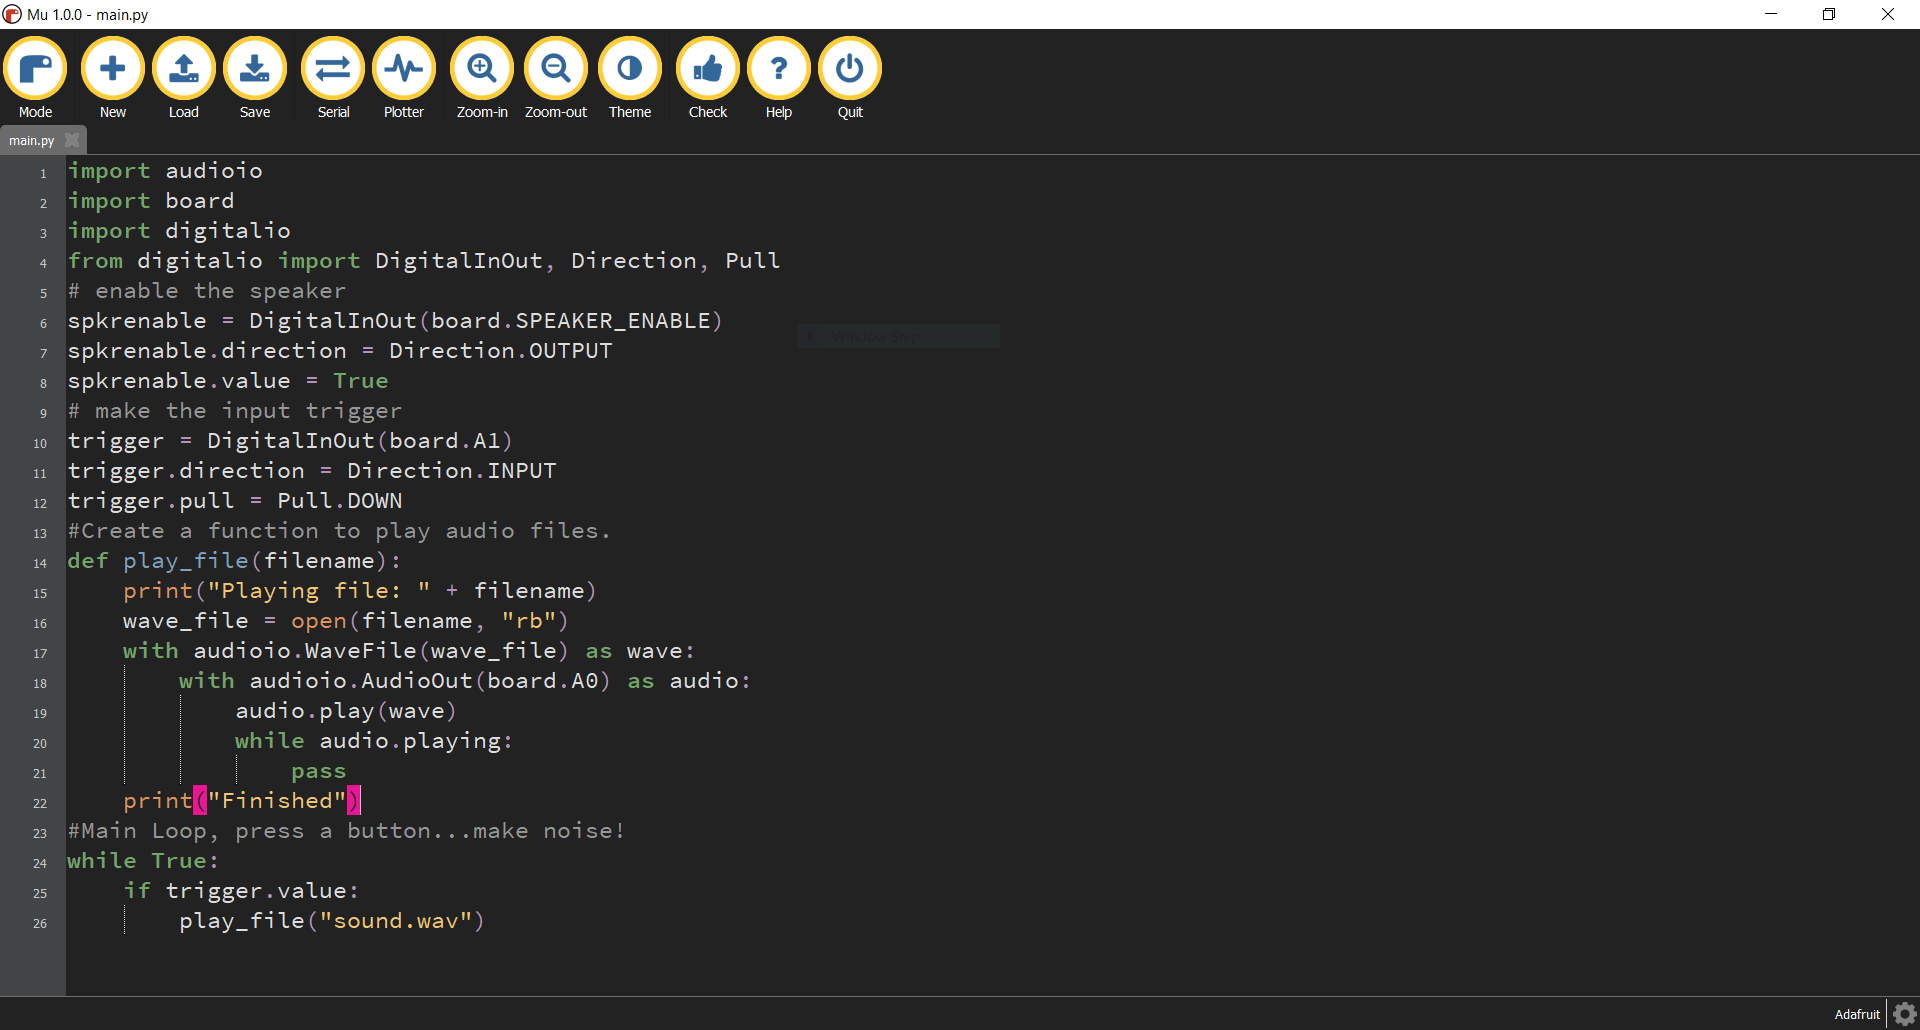 Mu 1.0.0 - main.py
Mode New Load Save Serial Plotter Zoom-in Zoom-out Theme Check Help Quit
main.py
1 import audioio
2 import board
3 import digitalio
4 from digitalio import DigitalInOut, Direction, Pull
5 # enable the speaker
6 spkrenable = DigitalInOut(board.SPEAKER_ENABLE)
Window Snip
7 spkrenable.direction = Direction.OUTPUT
8 spkrenable.value = True
9 # make the input trigger
10 trigger = DigitalInOut(board.A1)
11 trigger.direction = Direction.INPUT
12 trigger.pull = Pull.DOWN
13 #Create a function to play audio files.
14 def play_file(filename):
15     print("Playing file: " + filename)
16     wave_file = open(filename, "rb")
17     with audioio.WaveFile(wave_file) as wave:
18         with audioio.AudioOut(board.A0) as audio:
19             audio.play(wave)
20             while audio.playing:
21                 pass
22     print("Finished")
23 #Main Loop, press a button...make noise!
24 while True:
25     if trigger.value:
26         play_file("sound.wav")
Adafruit